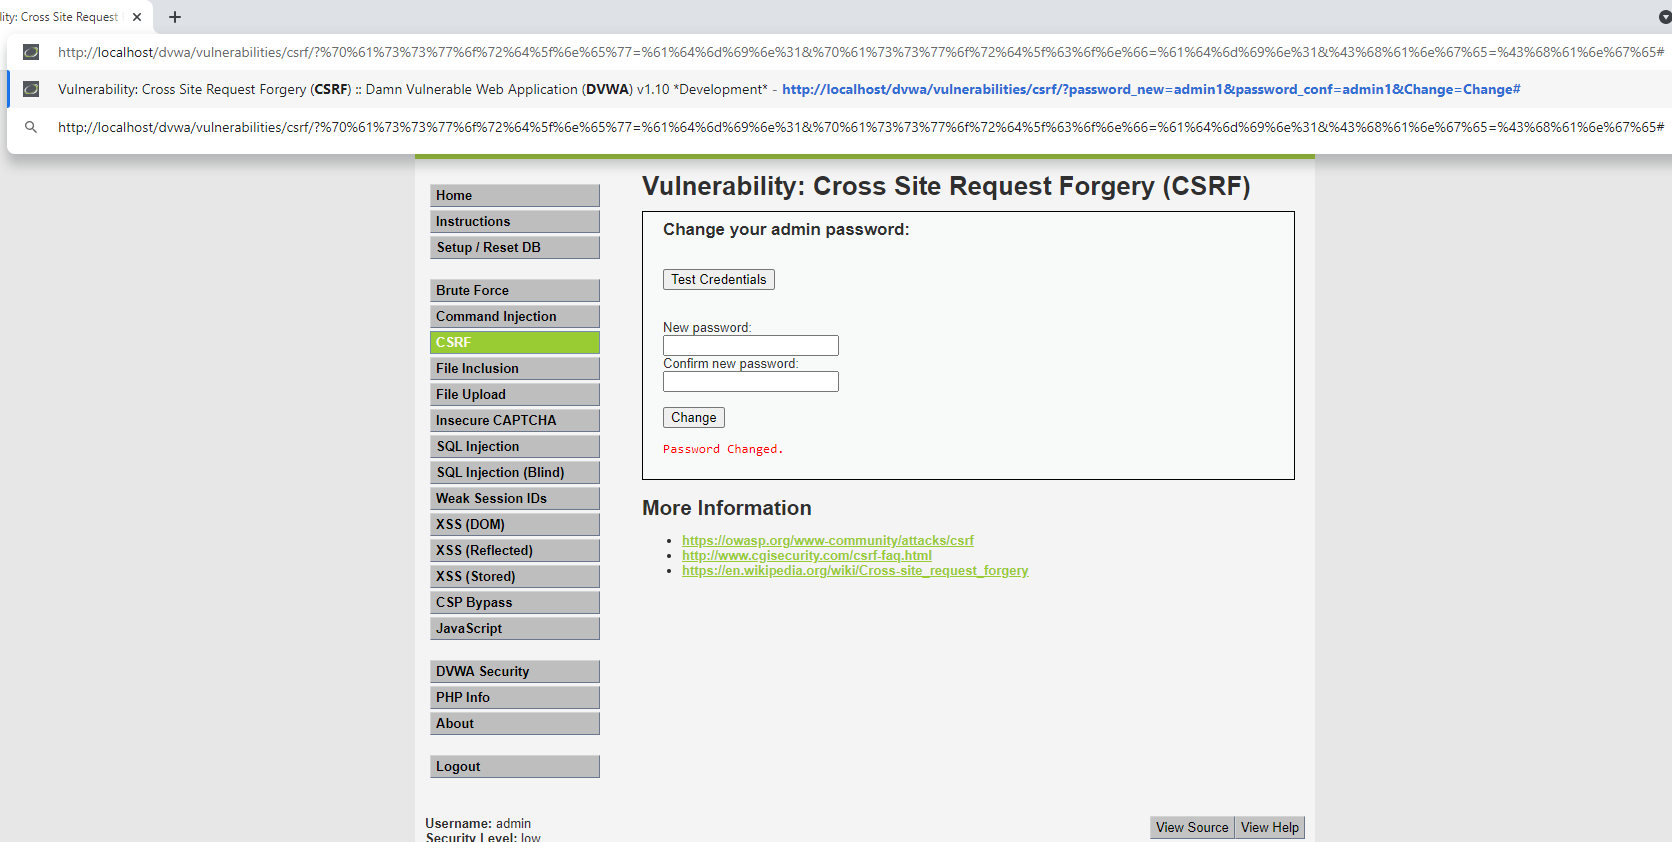 lity: Cross Site Request
http://localhost/dvwa/vulnerabilities/csrf/?%70%61%73%73%77%6f%72%64%5f%6e%65%77=%61%64%6d%69%6e%31&%70%61%73%73%77%6f%72%64%5f%63%6f%6e%66=%61%64%6d%69%6e%31&%43%68%61%6e%67%65=%43%68%61%6e%67%65#
Vulnerability: Cross Site Request Forgery (CSRF) :: Damn Vulnerable Web Application (DVWA) v1.10 *Development* - http://localhost/dvwa/vulnerabilities/csrf/?password_new=admin1&password_conf=admin1&Change=Change#
http://localhost/dvwa/vulnerabilities/csrf/?%70%61%73%73%77%6f%72%64%5f%6e%65%77=%61%64%6d%69%6e%31&%70%61%73%73%77%6f%72%64%5f%63%6f%6e%66=%61%64%6d%69%6e%31&%43%68%61%6e%67%65=%43%68%61%6e%67%65#
Home
Instructions
Setup / Reset DB
Brute Force
Command Injection
CSRF
File Inclusion
File Upload
Insecure CAPTCHA
SQL Injection
SQL Injection (Blind)
Weak Session IDs
XSS (DOM)
XSS (Reflected)
XSS (Stored)
CSP Bypass
JavaScript
DVWA Security
PHP Info
About
Logout
Vulnerability: Cross Site Request Forgery (CSRF)
Change your admin password:
Test Credentials
New password:
Confirm new password:
Change
Password Changed.
More Information
https://owasp.org/www-community/attacks/csrf
http://www.cgisecurity.com/csrf-faq.html
https://en.wikipedia.org/wiki/Cross-site_request_forgery
Username: admin
Security Level: low
View Source
View Help